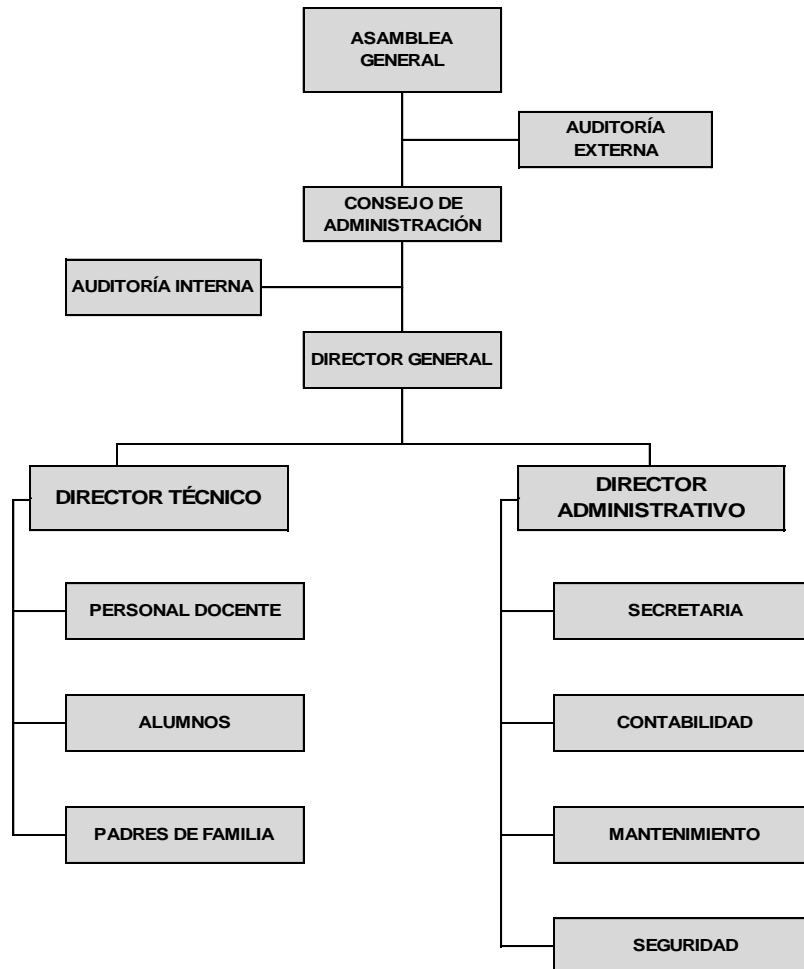 ASAMBLEA
GENERAL
AUDITORÍA
EXTERNA
CONSEJO DE
ADMINISTRACIÓN
AUDITORÍA INTERNA
DIRECTOR GENERAL
DIRECTOR TÉCNICO
DIRECTOR
ADMINISTRATIVO
PERSONAL DOCENTE
SECRETARIA
ALUMNOS
CONTABILIDAD
PADRES DE FAMILIA
MANTENIMIENTO
SEGURIDAD